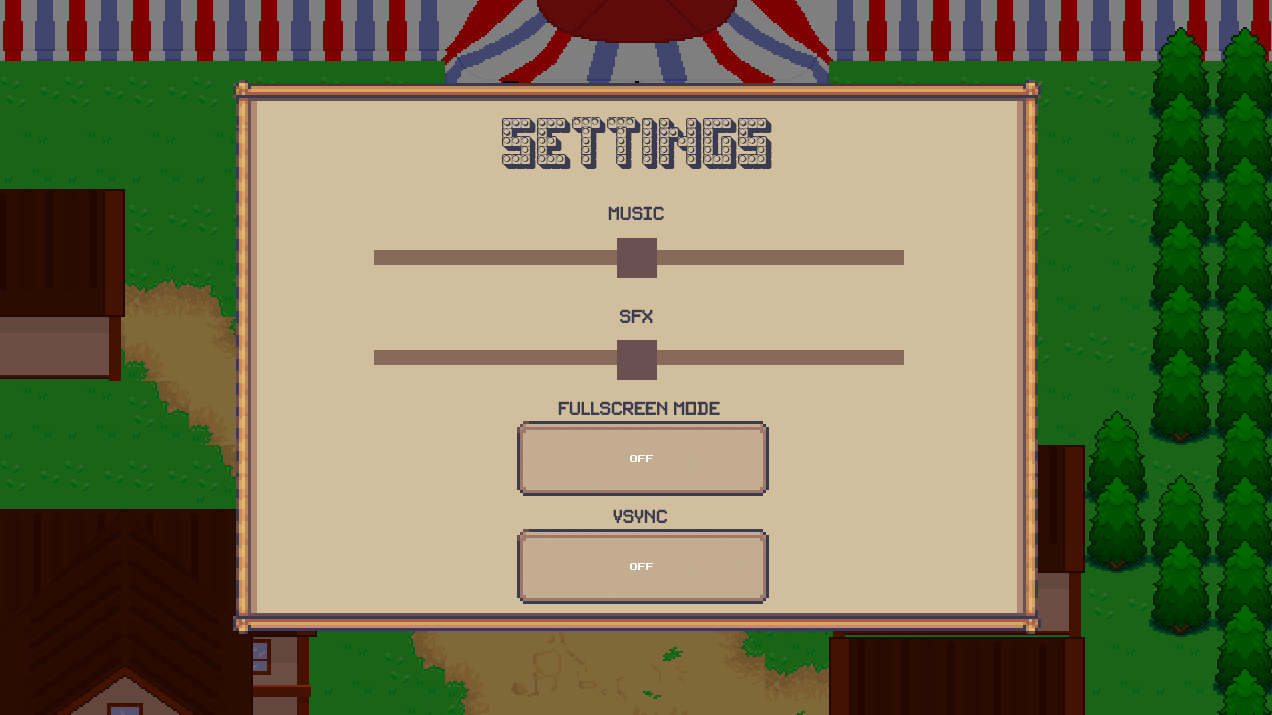 SETTINGS
MUSIC
SFX
FULLSCREEN MODE
OFF
VSYNC
OFF